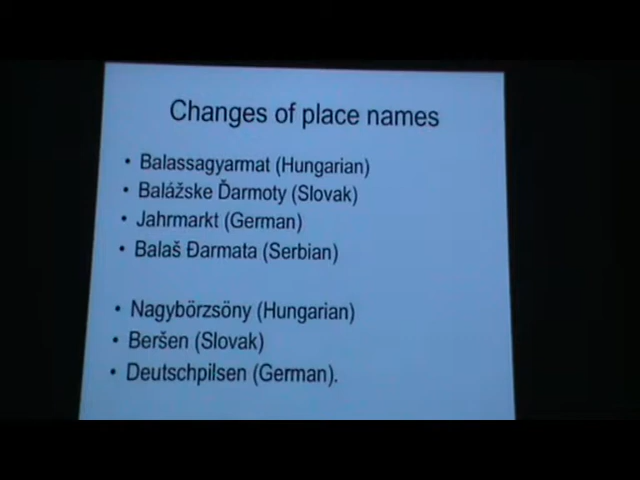 Changes of place names
• Balassagyarmat (Hungarian)
• Balážske Ďarmoty (Slovak)
• Jahrmarkt (German)
• Balaš Đarmata (Serbian)
• Nagybörzsöny (Hungarian)
• Beršen (Slovak)
• Deutschpilsen (German).